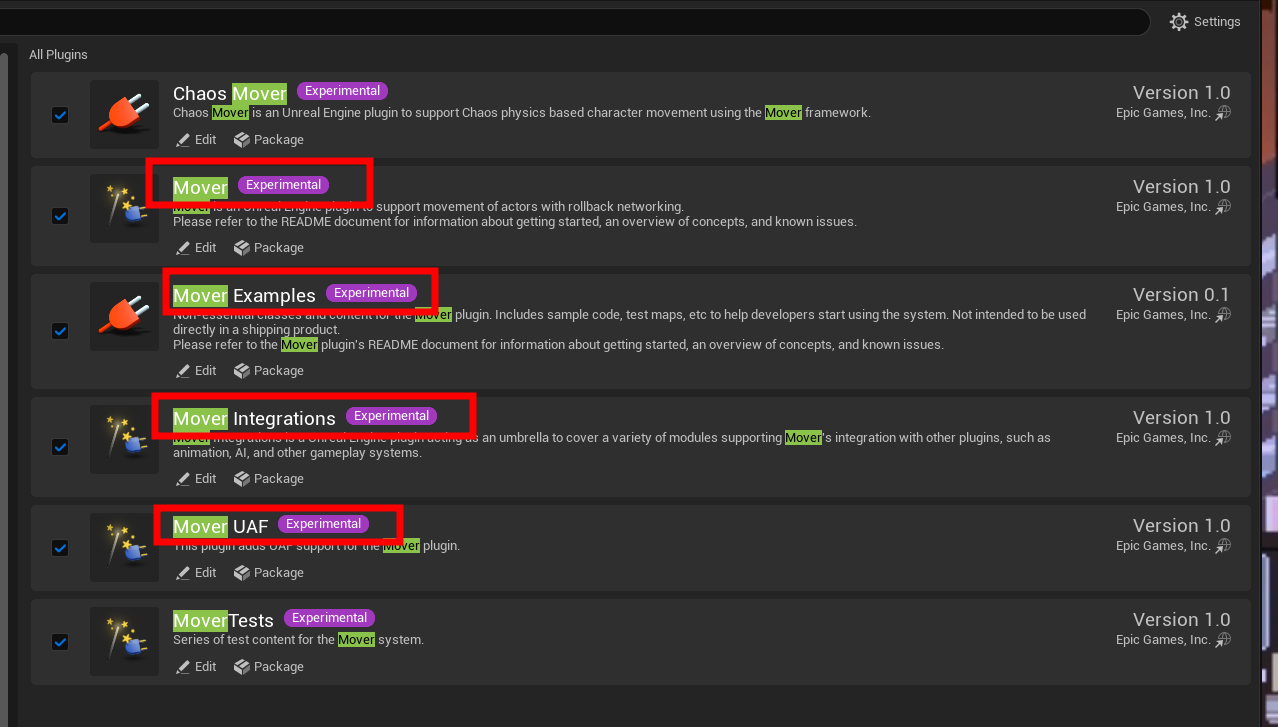 Settings
All Plugins
Chaos Mover Experimental Version 1.0
Chaos Mover is an Unreal Engine plugin to support Chaos physics based character movement using the Mover framework. Epic Games, Inc.
Edit Package
Mover Experimental Version 1.0
Mover is an Unreal Engine plugin to support movement of actors with rollback networking. Epic Games, Inc.
Please refer to the README document for information about getting started, an overview of concepts, and known issues.
Edit Package
Mover Examples Experimental Version 0.1
Non-essential classes and content for the Mover plugin. Includes sample code, test maps, etc to help developers start using the system. Not intended to be used Epic Games, Inc.
directly in a shipping product.
Please refer to the Mover plugin's README document for information about getting started, an overview of concepts, and known issues.
Edit Package
Mover Integrations Experimental Version 1.0
Mover Integrations is a Unreal Engine plugin acting as an umbrella to cover a variety of modules supporting Mover's integration with other plugins, such as Epic Games, Inc.
animation, AI, and other gameplay systems.
Edit Package
Mover UAF Experimental Version 1.0
This plugin adds UAF support for the Mover plugin. Epic Games, Inc.
Edit Package
MoverTests Experimental Version 1.0
Series of test content for the Mover system. Epic Games, Inc.
Edit Package